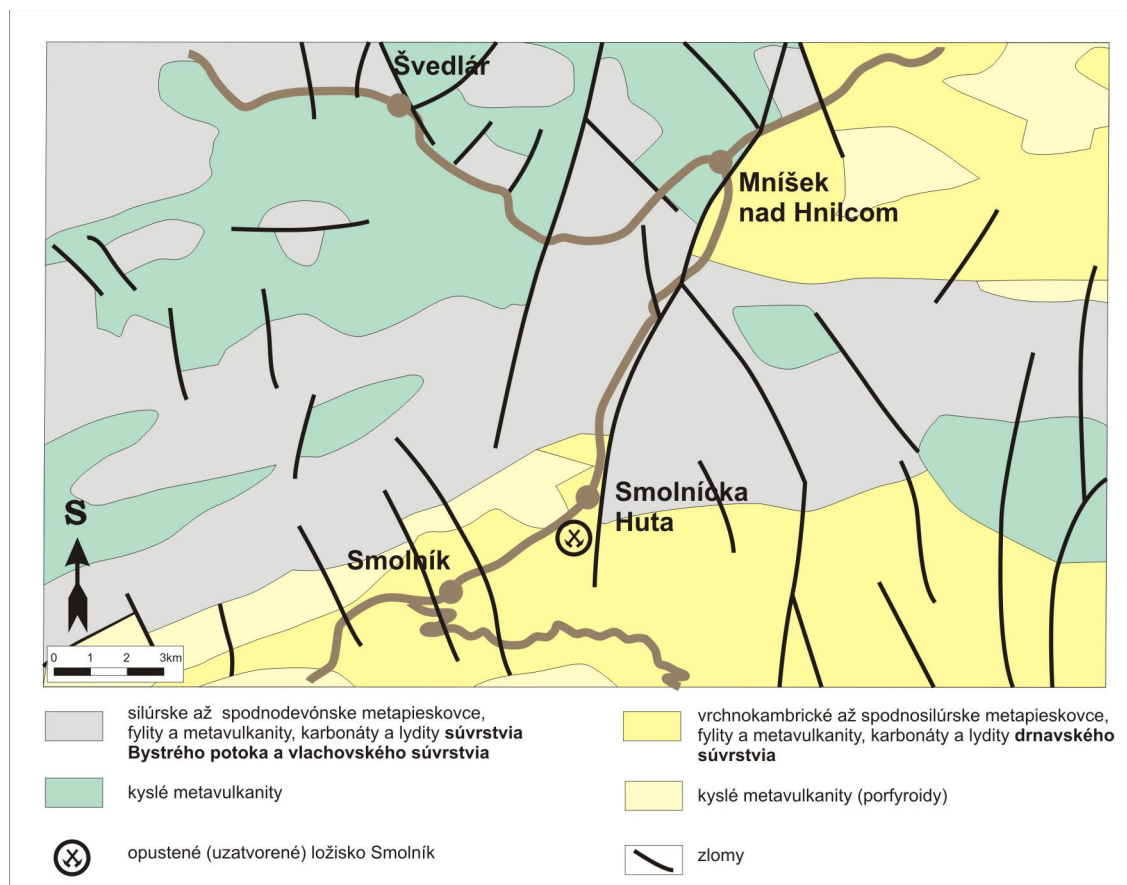 Švedlár
Mníšek
nad Hnilcom
Smolnícka
Huta
Smolník
S
0 1 2 3km
silúrske až spodnodevónske metapieskovce,
fylity a metavulkanity, karbonáty a lydity súvrstvia
Bystrého potoka a vlachovského súvrstvia
kyslé metavulkanity
opustené (uzatvorené) ložisko Smolník
vrchnokambrické až spodnosilúrske metapieskovce,
fylity a metavulkanity, karbonáty a lydity drnavského
súvrstvia
kyslé metavulkanity (porfyroidy)
zlomy